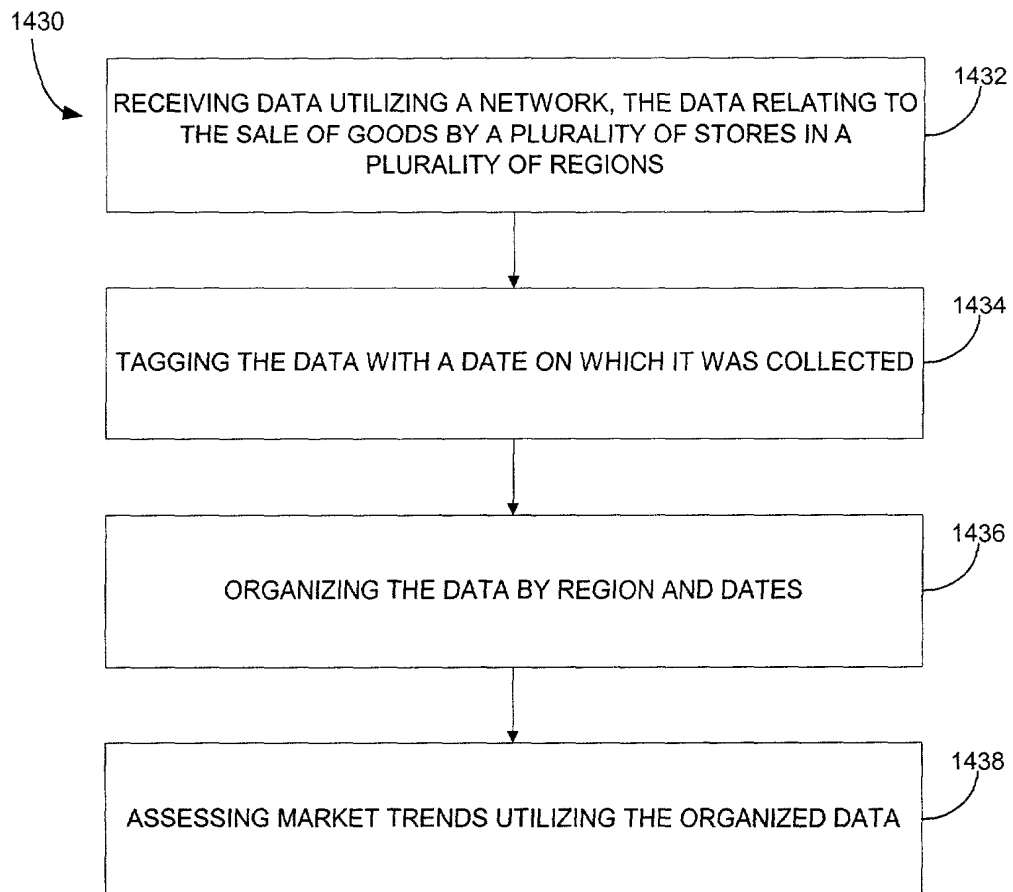 1430
1432
RECEIVING DATA UTILIZING A NETWORK, THE DATA RELATING TO
THE SALE OF GOODS BY A PLURALITY OF STORES IN A
PLURALITY OF REGIONS
1434
TAGGING THE DATA WITH A DATE ON WHICH IT WAS COLLECTED
1436
ORGANIZING THE DATA BY REGION AND DATES
1438
ASSESSING MARKET TRENDS UTILIZING THE ORGANIZED DATA